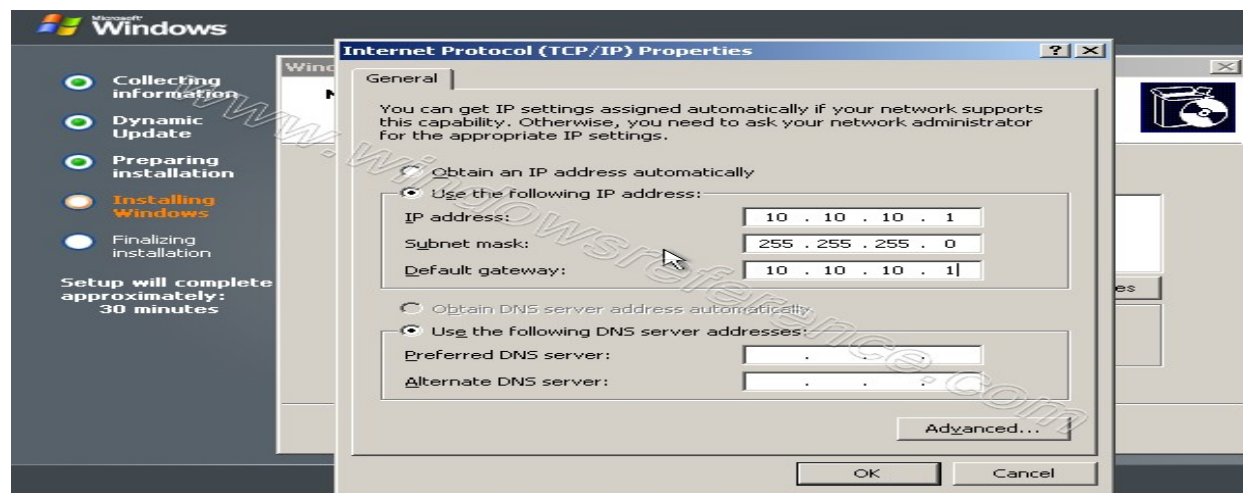 Microsoft
Windows
Collecting
information
Dynamic
Update
Preparing
installation
Installing
Windows
Finalizing
installation
Setup will complete
approximately:
30 minutes
Wind
Internet Protocol (TCP/IP) Properties
General
You can get IP settings assigned automatically if your network supports
this capability. Otherwise, you need to ask your network administrator
for the appropriate IP settings.
Obtain an IP address automatically
Use the following IP address:
IP address: 10 . 10 . 10 . 1
Subnet mask: 255 . 255 . 255 . 0
Default gateway: 10 . 10 . 10 . 1
Obtain DNS server address automatically
Use the following DNS server addresses:
Preferred DNS server: . . .
Alternate DNS server: . . .
Advanced...
OK Cancel
es
www.windowsreference.com